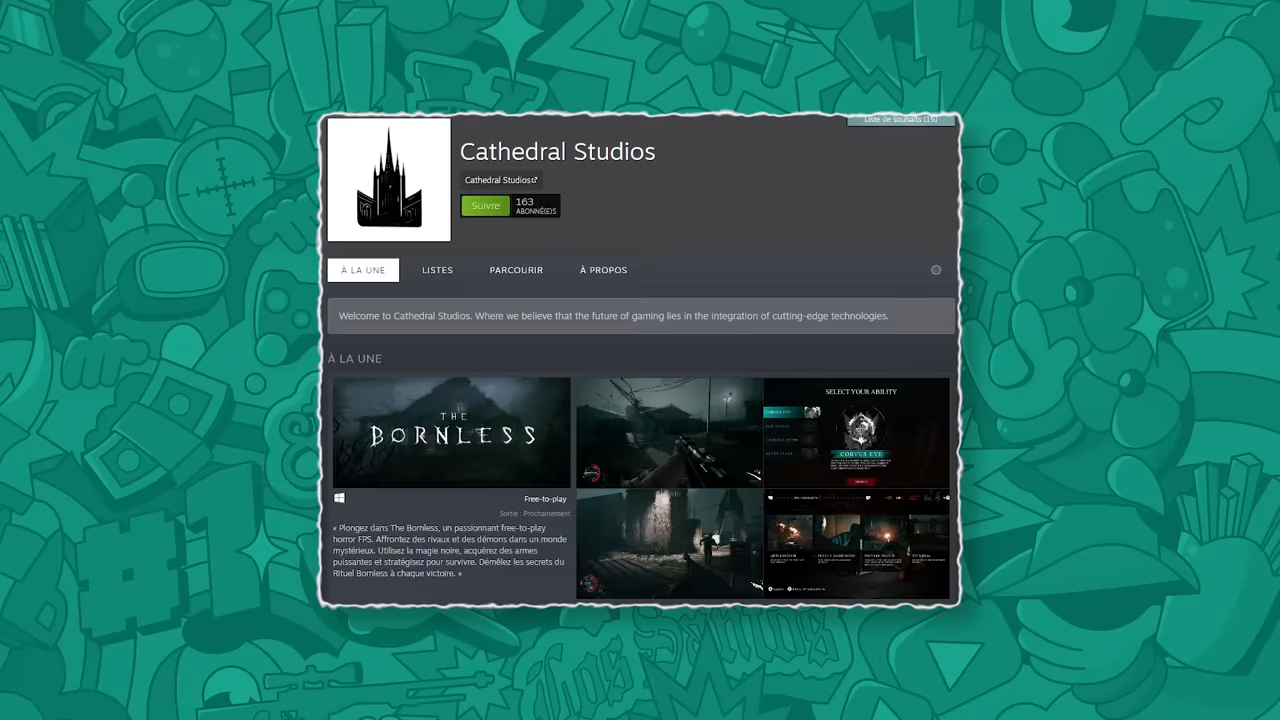 Liste de souhaits (15)
Cathedral Studios
Cathedral Studios
Suivre
163
ABONNÉ(E)S
À LA UNE
LISTES
PARCOURIR
À PROPOS
Welcome to Cathedral Studios. Where we believe that the future of gaming lies in the integration of cutting-edge technologies.
À LA UNE
THE
BORNLESS
SELECT YOUR ABILITY
CORVUS EYE
Free-to-play
Sortie : Prochainement
« Plongez dans The Bornless, un passionnant free-to-play
horror FPS. Affrontez des rivaux et des démons dans un monde
mystérieux. Utilisez la magie noire, acquérez des armes
puissantes et stratégisez pour survivre. Démêlez les secrets du
Rituel Bornless à chaque victoire. »
Los Santos